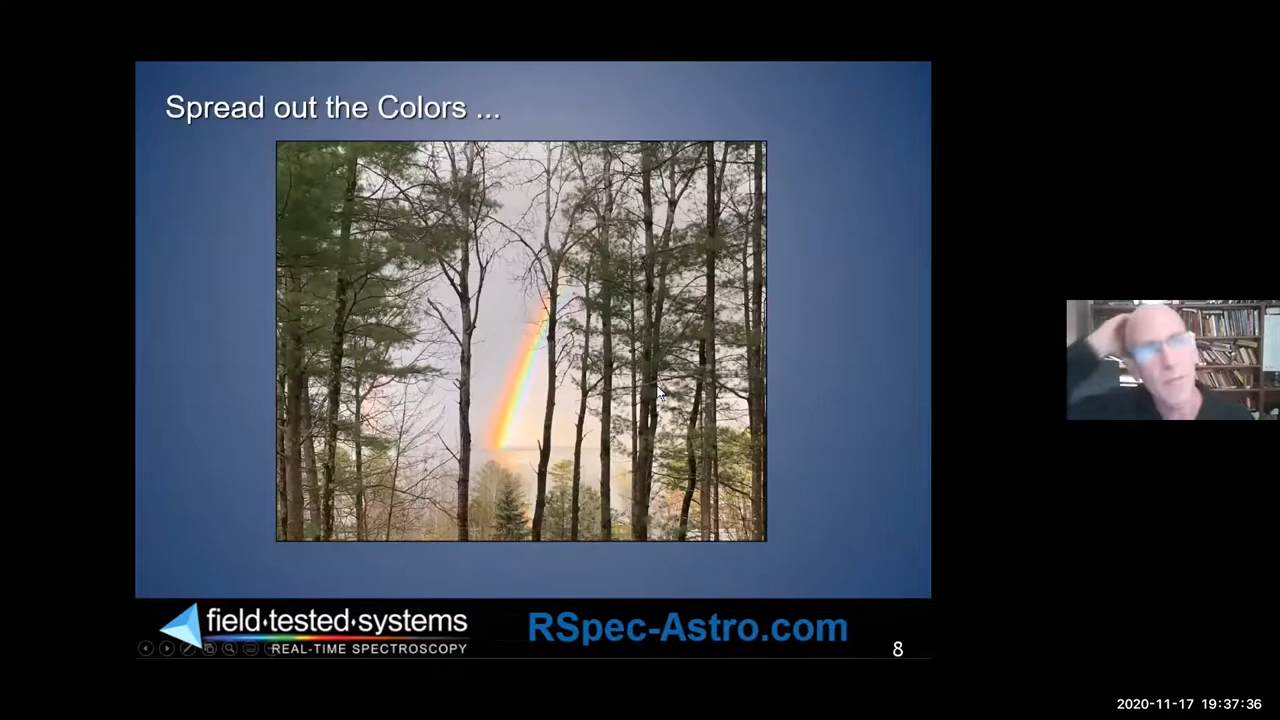 Spread out the Colors ...
field·tested·systems
REAL-TIME SPECTROSCOPY
RSpec-Astro.com
8
2020-11-17 19:37:36